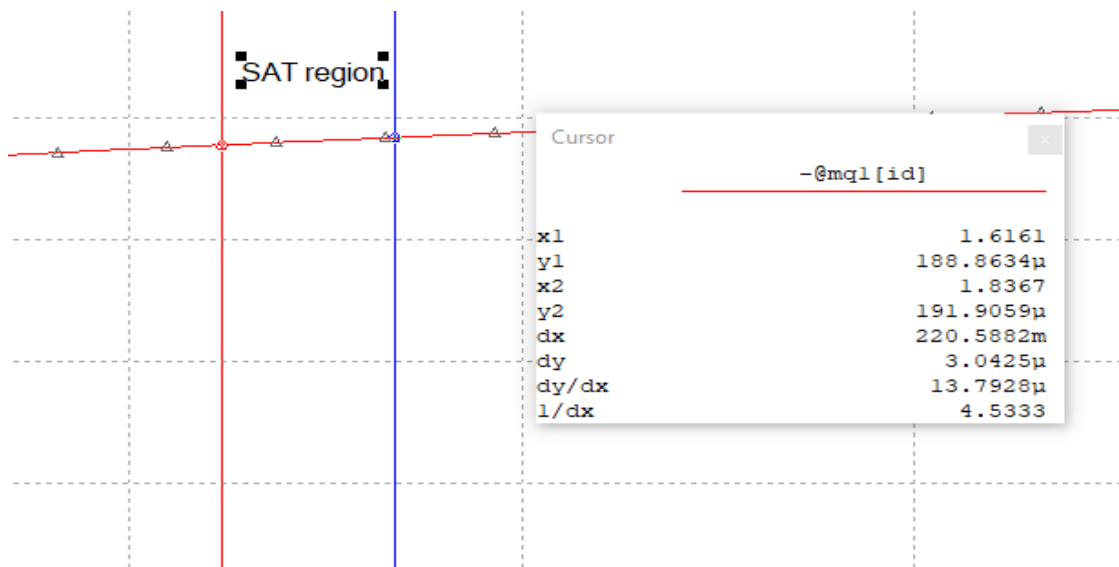 SAT region
Cursor
x
-@mq1[id]
x1 1.6161
y1 188.8634µ
x2 1.8367
y2 191.9059µ
dx 220.5882m
dy 3.0425µ
dy/dx 13.7928µ
1/dx 4.5333